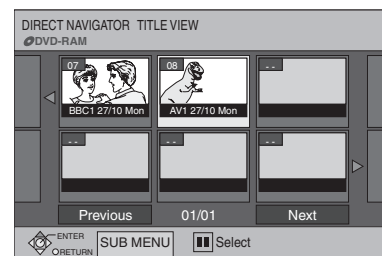 DIRECT NAVIGATOR TITLE VIEW
DVD-RAM
07 08 - -
BBC1 27/10 Mon AV1 27/10 Mon
- - - - - -
Previous 01/01 Next
ENTER
RETURN
SUB MENU Select